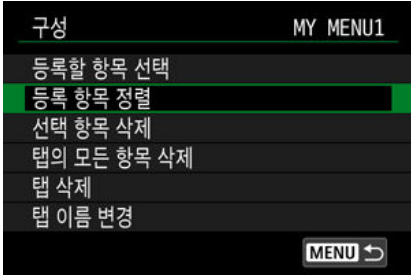 구성 MY MENU1
등록할 항목 선택
등록 항목 정렬
선택 항목 삭제
탭의 모든 항목 삭제
탭 삭제
탭 이름 변경
MENU